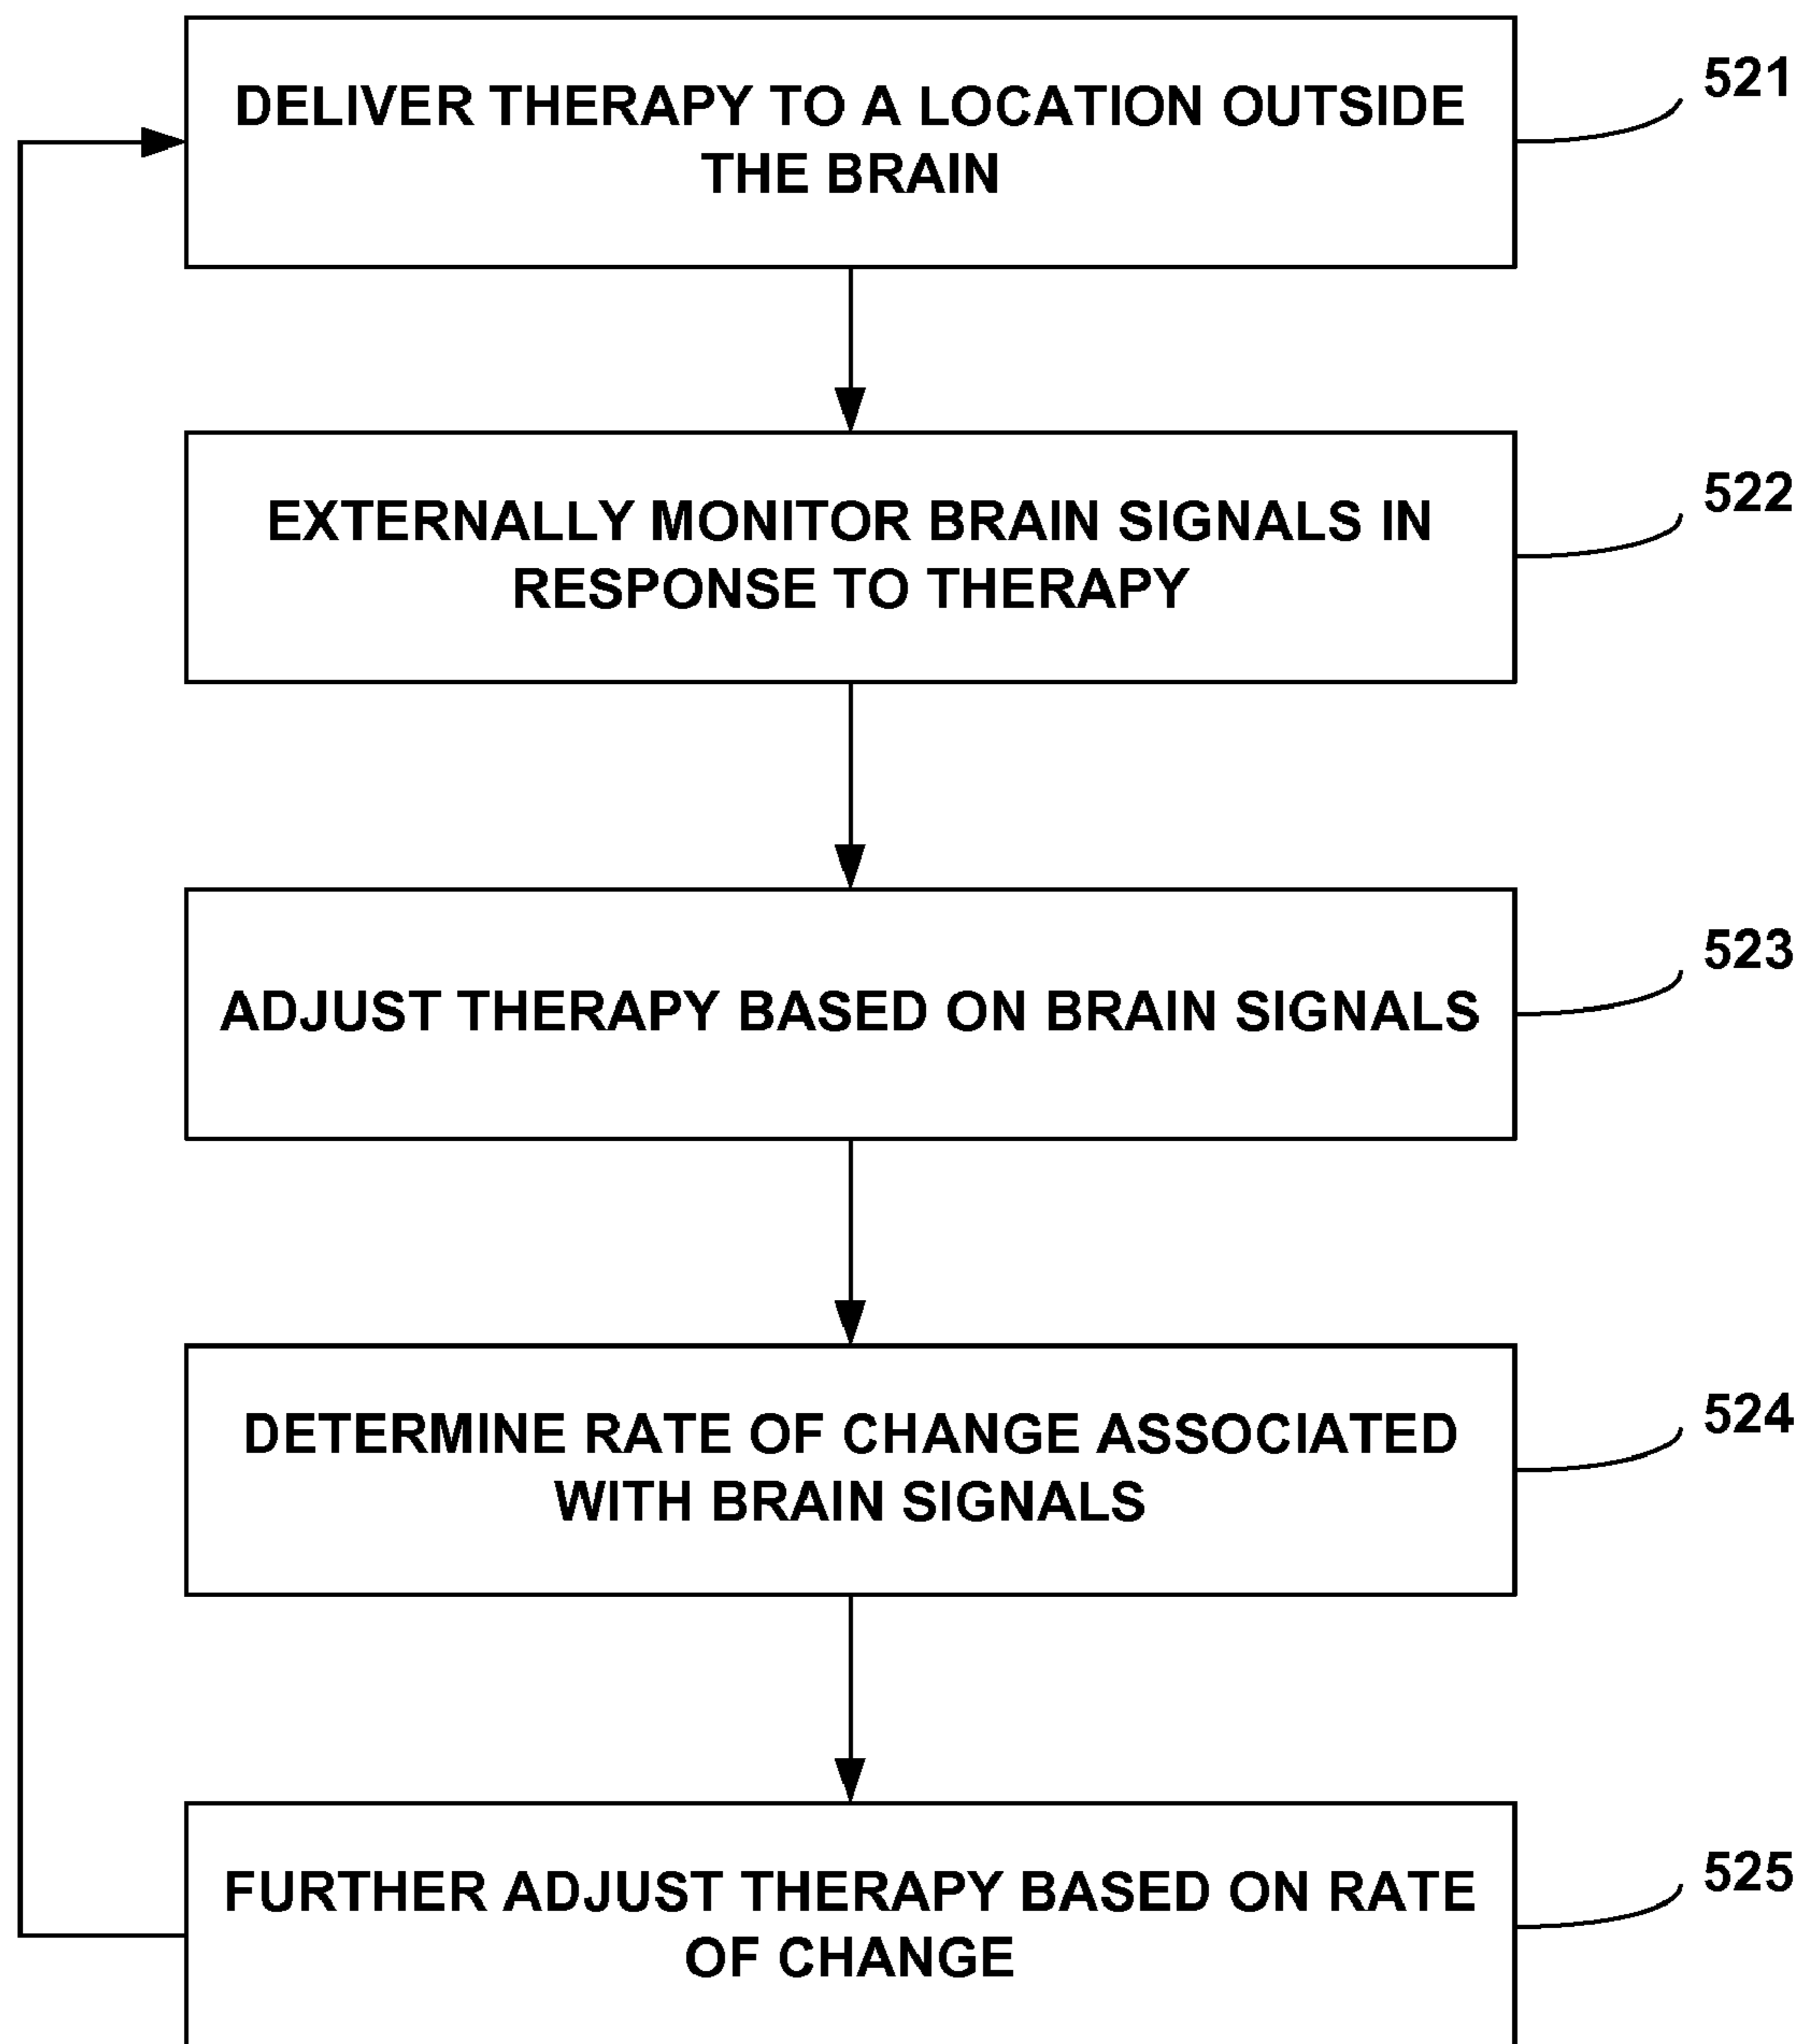 DELIVER THERAPY TO A LOCATION OUTSIDE
THE BRAIN
521
EXTERNALLY MONITOR BRAIN SIGNALS IN
RESPONSE TO THERAPY
522
ADJUST THERAPY BASED ON BRAIN SIGNALS
523
DETERMINE RATE OF CHANGE ASSOCIATED
WITH BRAIN SIGNALS
524
FURTHER ADJUST THERAPY BASED ON RATE
OF CHANGE
525